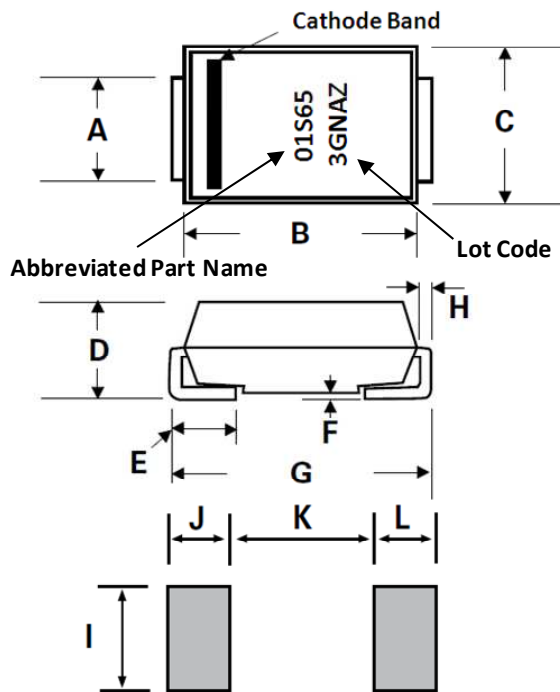 Cathode Band
A
01S65
3GNAZ
C
B
Abbreviated Part Name
Lot Code
D
H
E
F
G
J
K
L
I